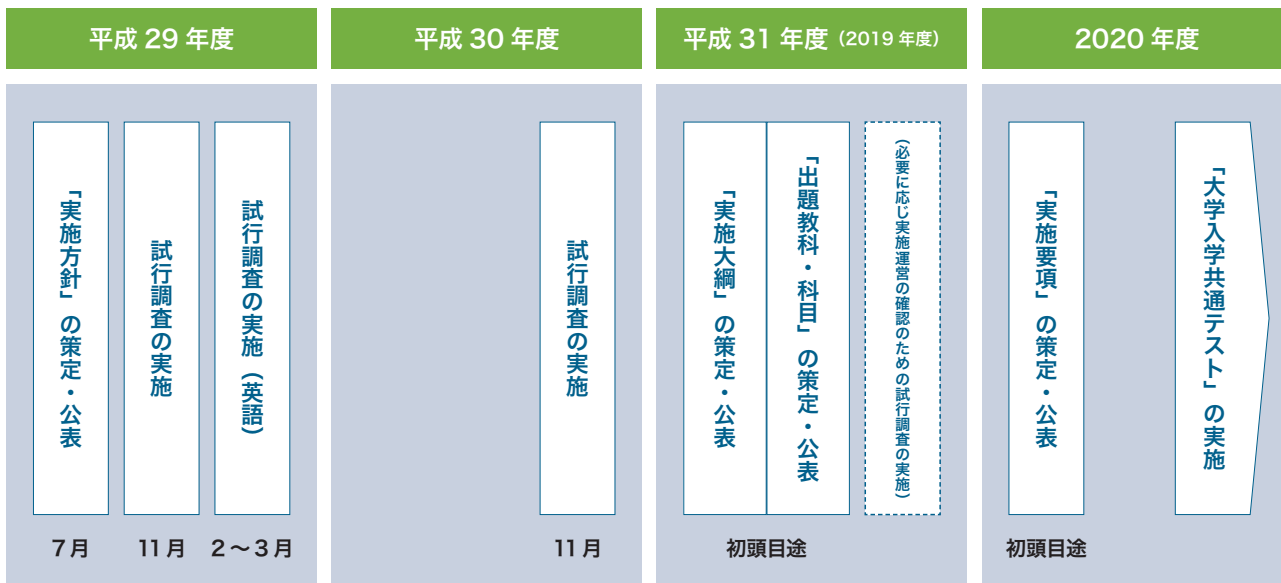 平成 29 年度
「実施方針」の策定・公表
試行調査の実施
試行調査の実施（英語）
7月
11月
2～3月
平成 30 年度
試行調査の実施
11月
平成 31 年度（2019 年度）
「実施大綱」の策定・公表
「出題教科・科目」の策定・公表
（必要に応じ実施運営の確認のための試行調査の実施）
初頭目途
2020 年度
「実施要項」の策定・公表
「大学入学共通テスト」の実施
初頭目途